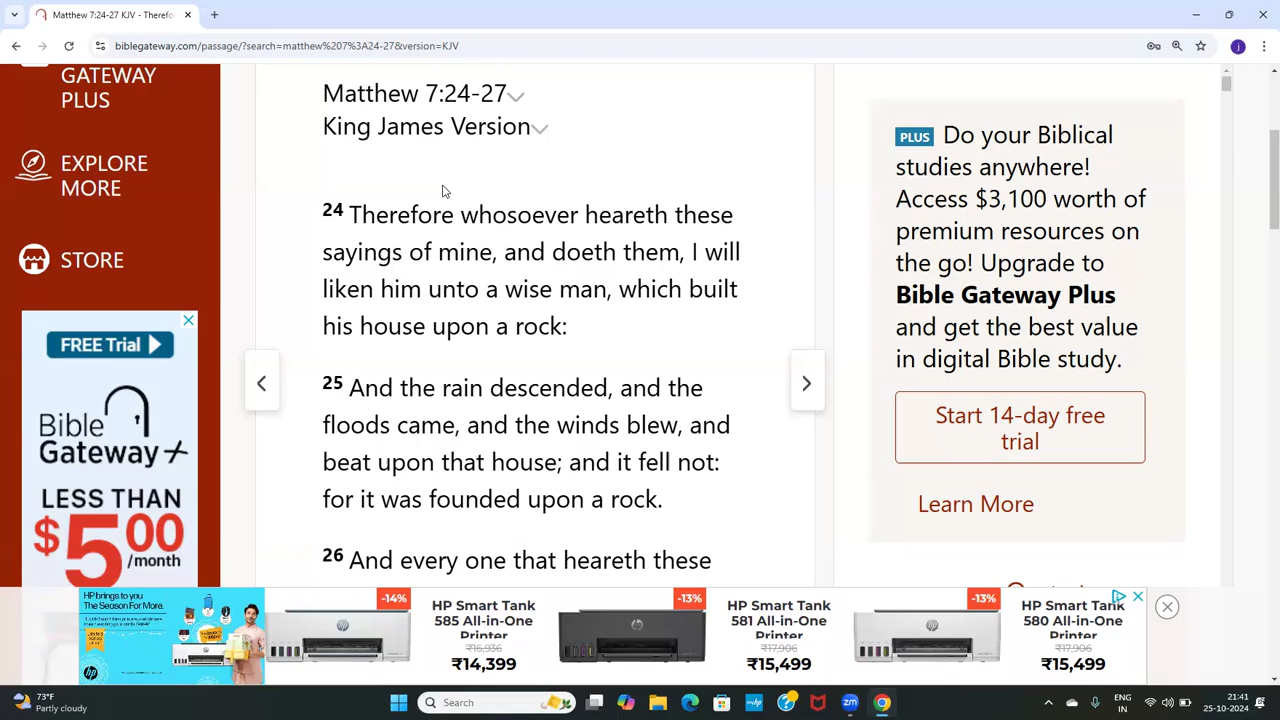 Matthew 7:24-27 KJV - Therefo
biblegateway.com/passage/?search=matthew%207%3A24-27&version=KJV
j
GATEWAY
PLUS
EXPLORE
MORE
STORE
FREE Trial
Bible
Gateway+
LESS THAN
$5.00
/month
Matthew 7:24-27
King James Version
24 Therefore whosoever heareth these
sayings of mine, and doeth them, I will
liken him unto a wise man, which built
his house upon a rock:
25 And the rain descended, and the
floods came, and the winds blew, and
beat upon that house; and it fell not:
for it was founded upon a rock.
26 And every one that heareth these
PLUS Do your Biblical
studies anywhere!
Access $3,100 worth of
premium resources on
the go! Upgrade to
Bible Gateway Plus
and get the best value
in digital Bible study.
Start 14-day free
trial
Learn More
HP brings to you
The Season For More.
hp
-14%
HP Smart Tank
585 All-in-One
Printer
₹16,936
₹14,399
-13%
HP Smart Tank
581 All-in-One
Printer
₹17,906
₹15,499
-13%
HP Smart Tank
580 All-in-One
Printer
₹17,906
₹15,499
73°F
Partly cloudy
Search
ENG
IN
21:41
25-10-2024